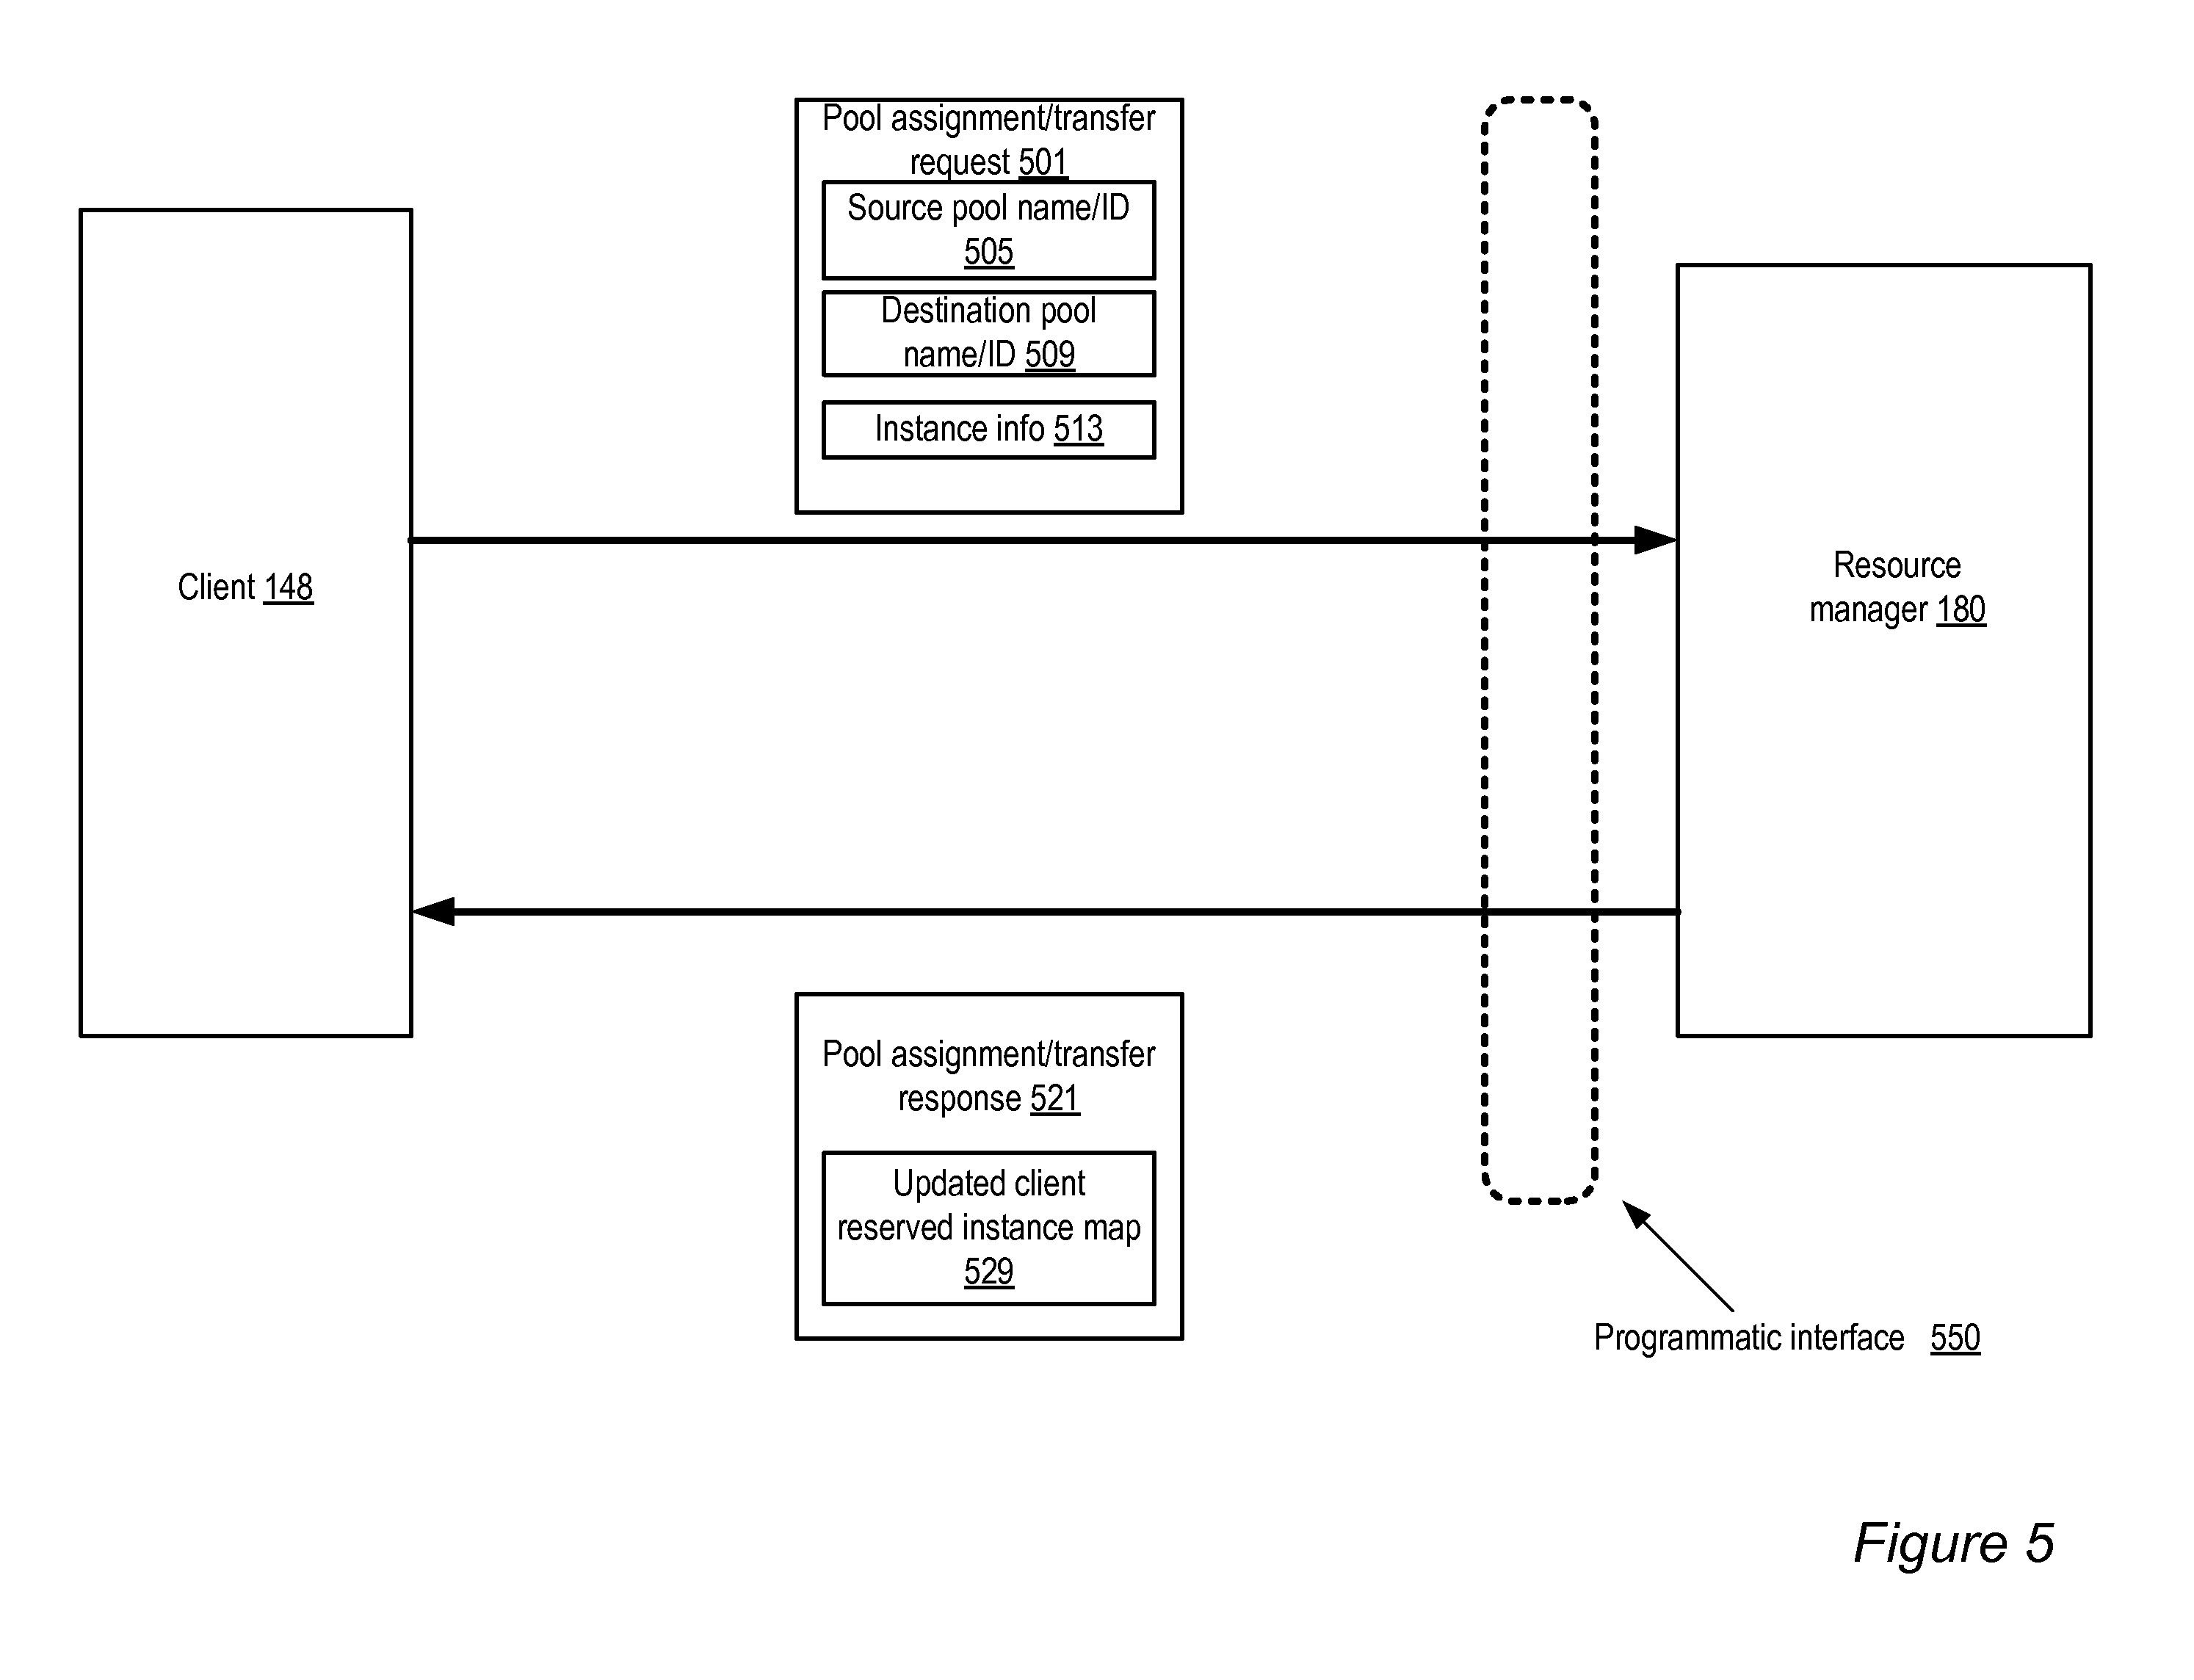 Pool assignment/transfer
request 501
Source pool name/ID
505
Destination pool
name/ID 509
Instance info 513
Client 148
Resource
manager 180
Pool assignment/transfer
response 521
Updated client
reserved instance map
529
Programmatic interface 550
Figure 5